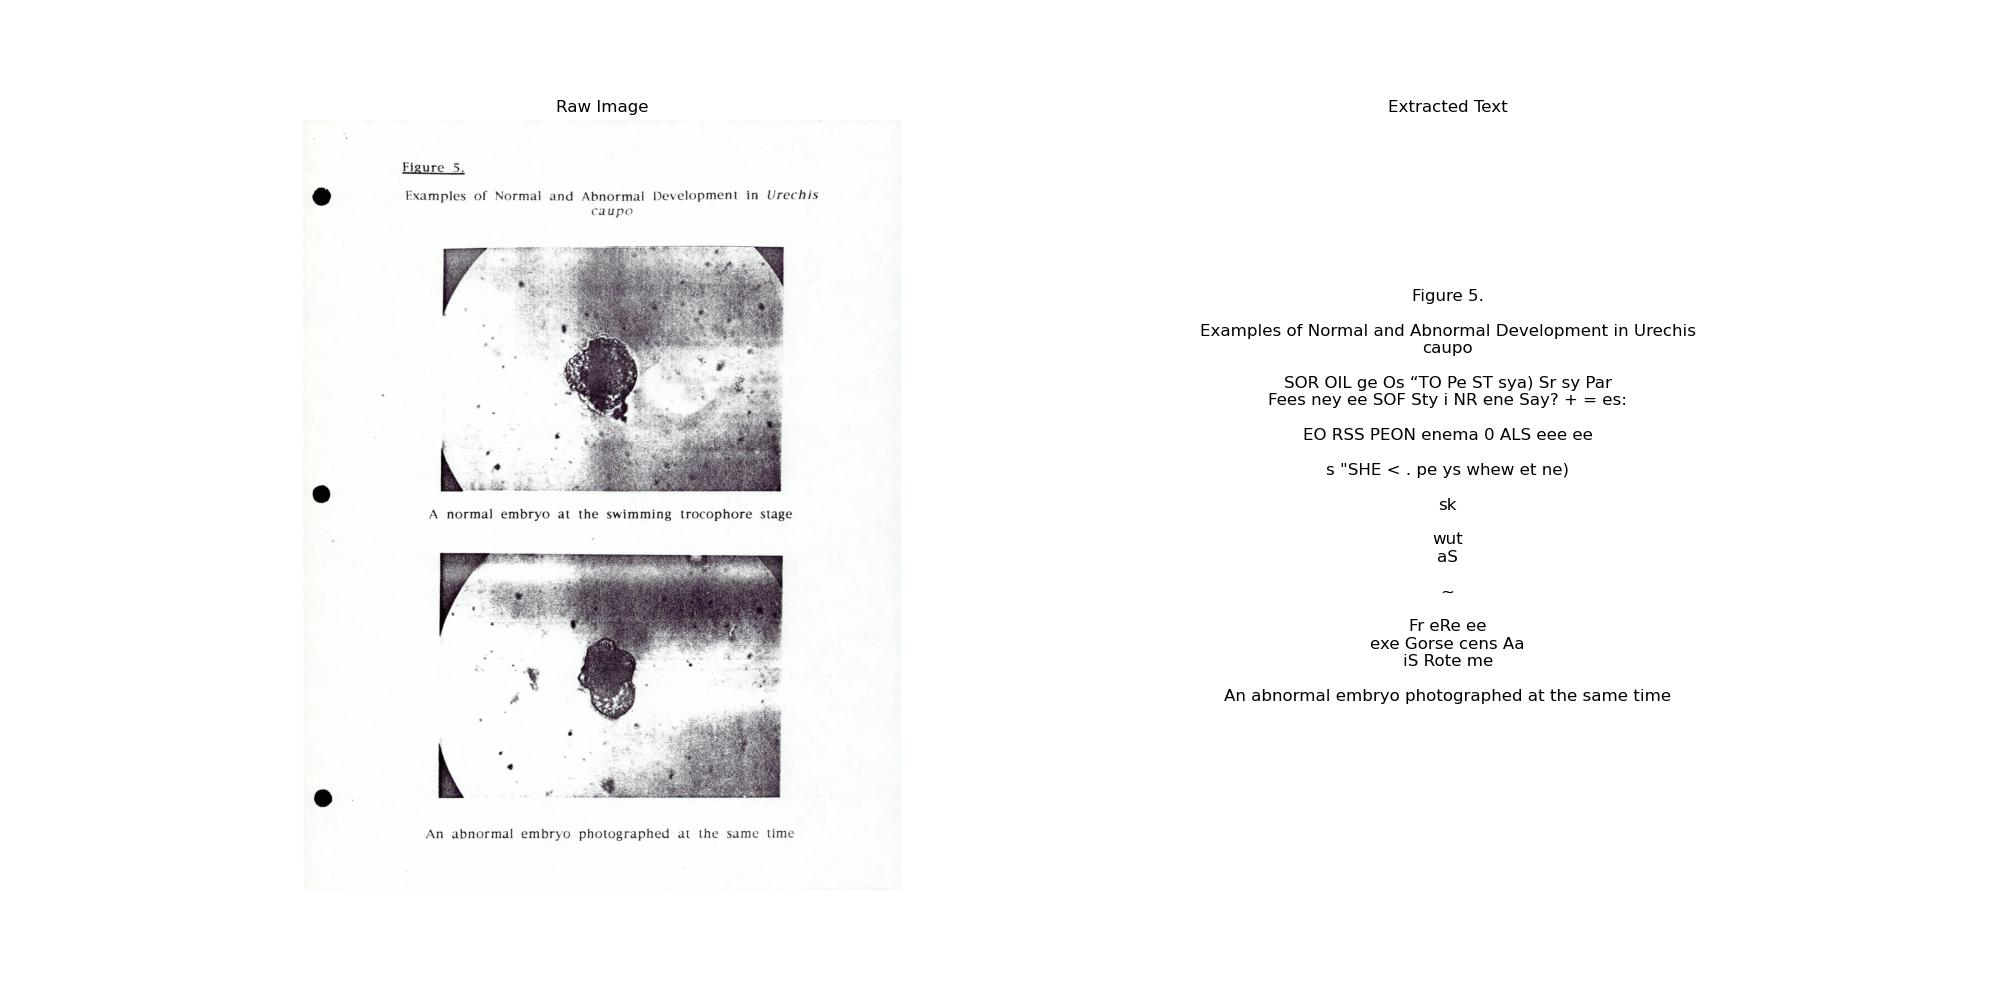 Raw Image
Figure 5.
Examples of Normal and Abnormal Development in Urechis
caupo
A normal embryo at the swimming trocophore stage
An abnormal embryo photographed at the same time
Extracted Text
Figure 5.
Examples of Normal and Abnormal Development in Urechis
caupo
SOR OIL ge Os “TO Pe ST sya) Sr sy Par
Fees ney ee SOF Sty i NR ene Say? + = es:
EO RSS PEON enema 0 ALS eee ee
s "SHE < . pe ys whew et ne)
sk
wut
aS
~
Fr eRe ee
exe Gorse cens Aa
iS Rote me
An abnormal embryo photographed at the same time